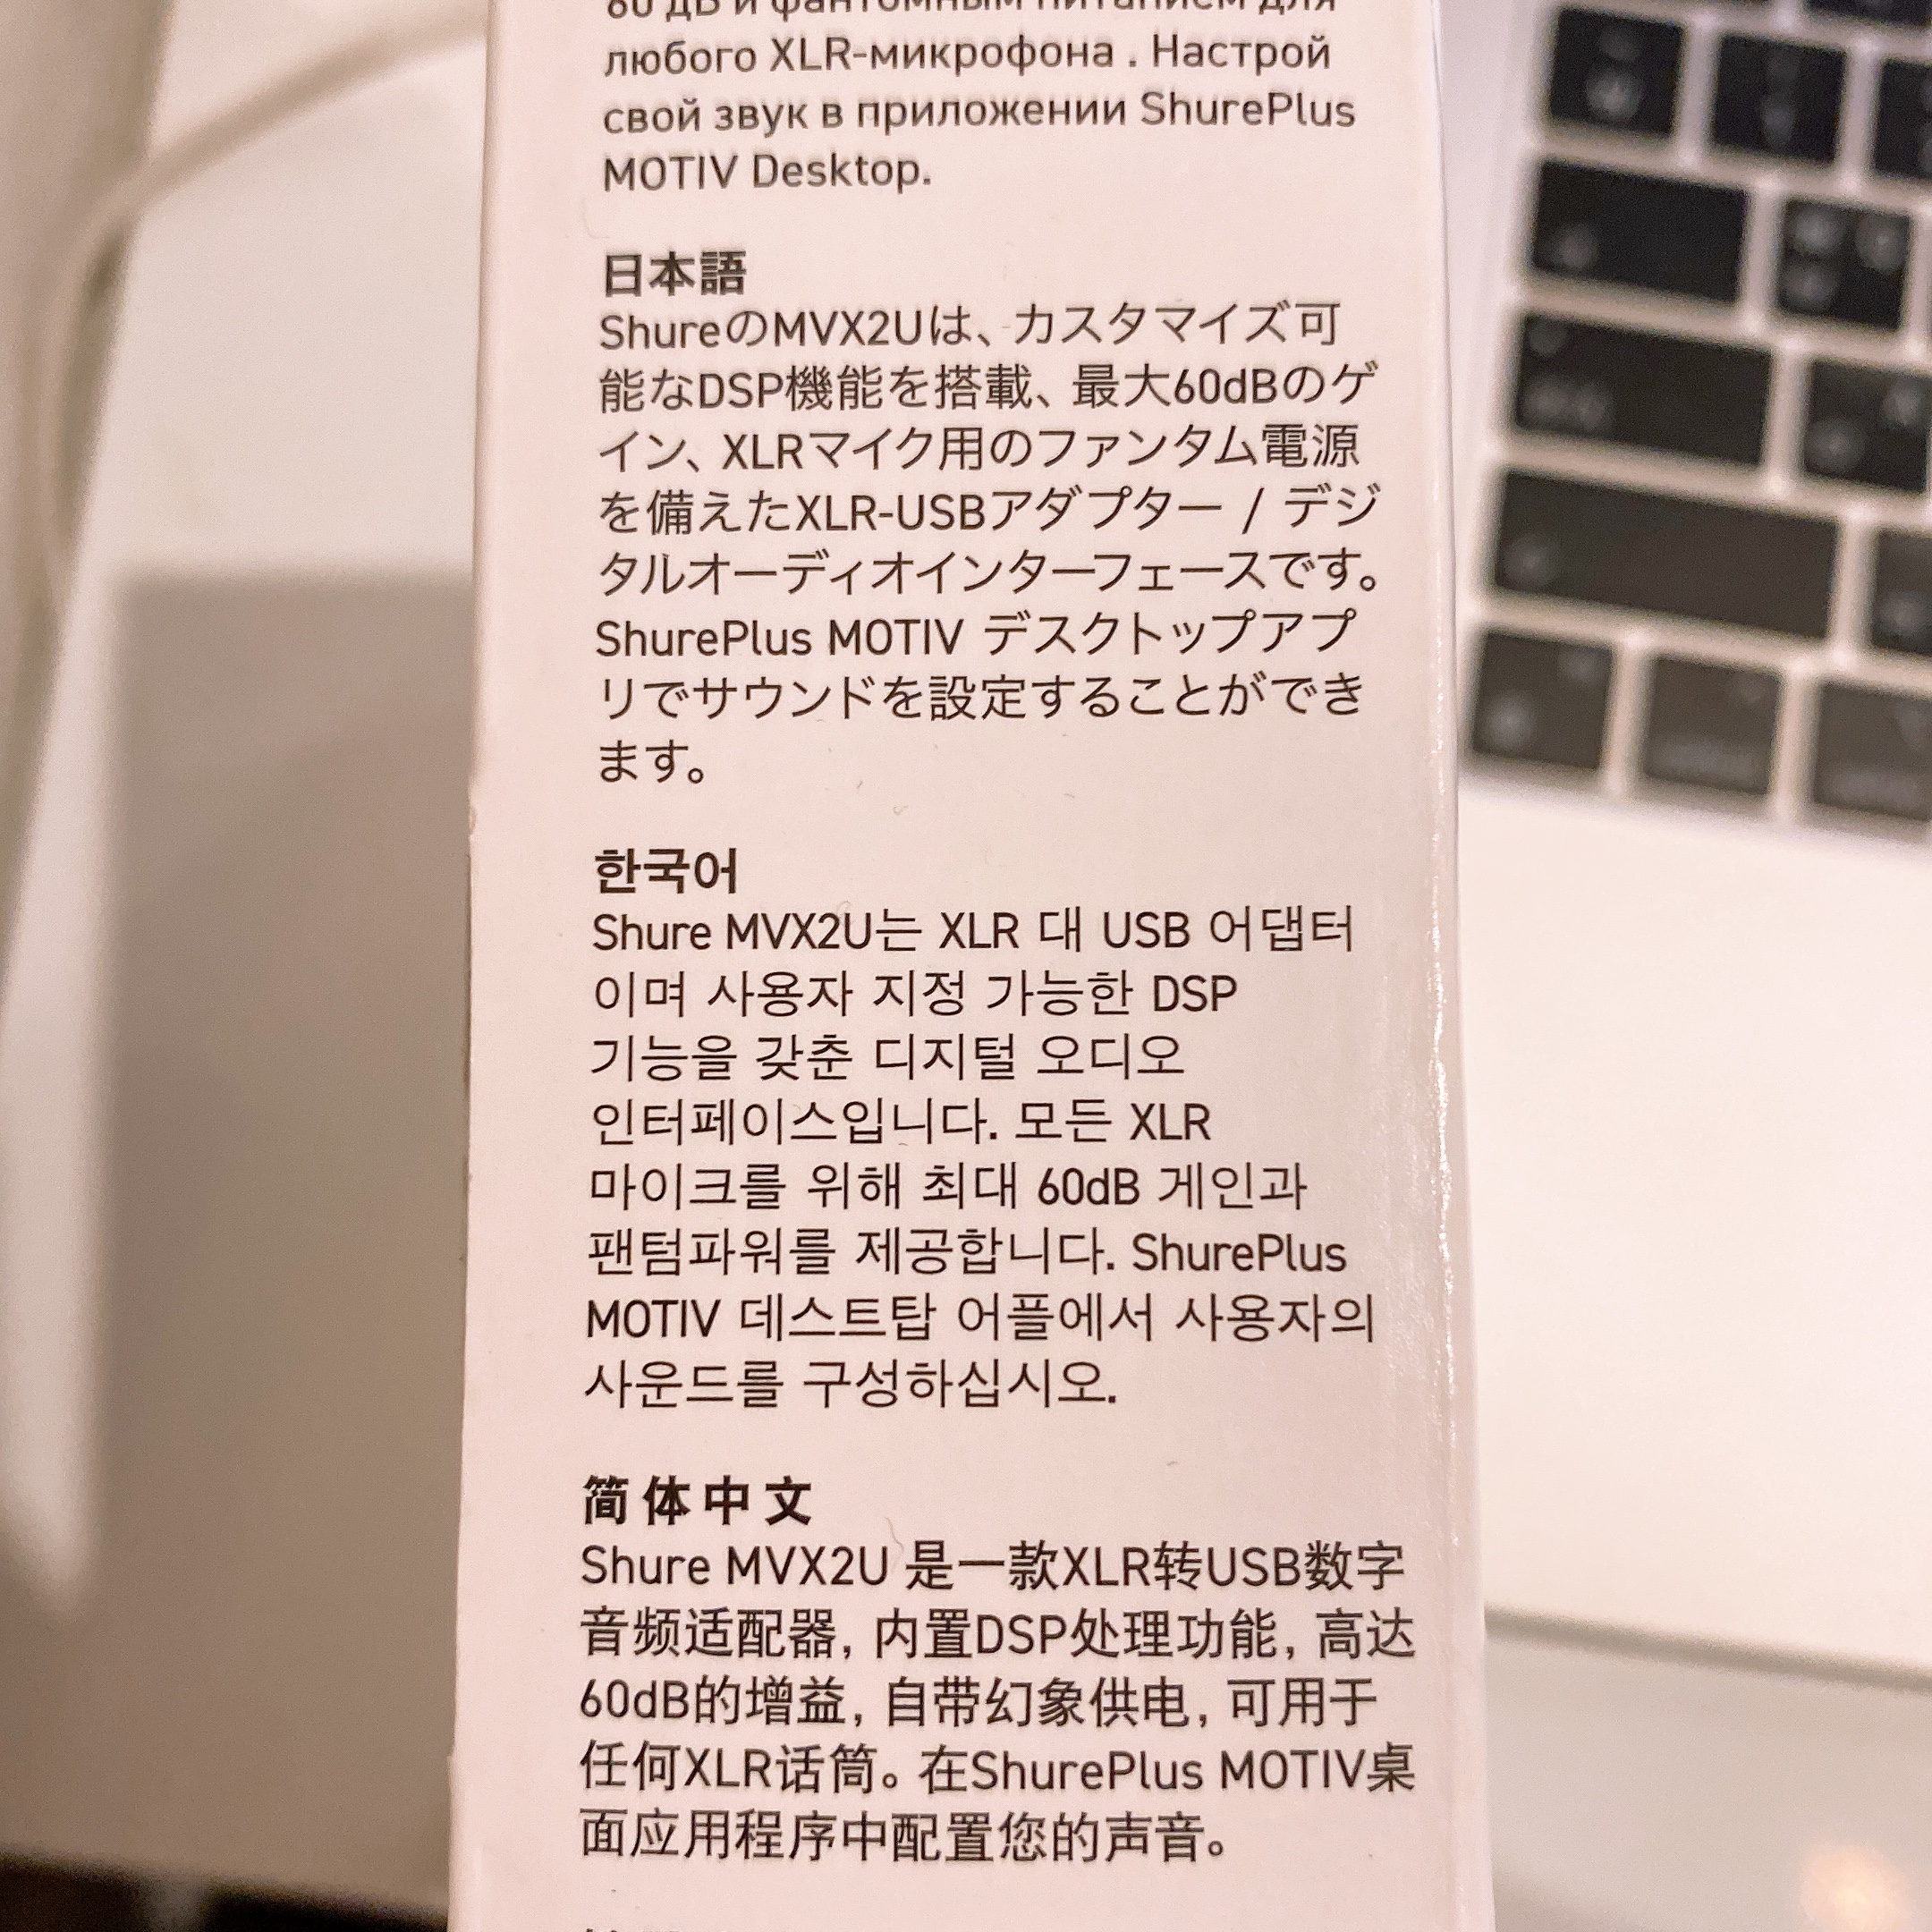 60 дБ и фантомным питанием для
любого XLR-микрофона . Настрой
свой звук в приложении ShurePlus
MOTIV Desktop.
日本語
ShureのMVX2Uは、カスタマイズ可
能なDSP機能を搭載、最大60dBのゲ
イン、XLRマイク用のファンタム電源
を備えたXLR-USBアダプター / デジ
タルオーディオインターフェースです。
ShurePlus MOTIV デスクトップアプ
リでサウンドを設定することができ
ます。
한국어
Shure MVX2U는 XLR 대 USB 어댑터
이며 사용자 지정 가능한 DSP
기능을 갖춘 디지털 오디오
인터페이스입니다. 모든 XLR
마이크를 위해 최대 60dB 게인과
팬텀파워를 제공합니다. ShurePlus
MOTIV 데스트탑 어플에서 사용자의
사운드를 구성하십시오.
简体中文
Shure MVX2U 是一款XLR转USB数字
音频适配器, 内置DSP处理功能, 高达
60dB的增益, 自带幻象供电, 可用于
任何XLR话筒。在ShurePlus MOTIV桌
面应用程序中配置您的声音。